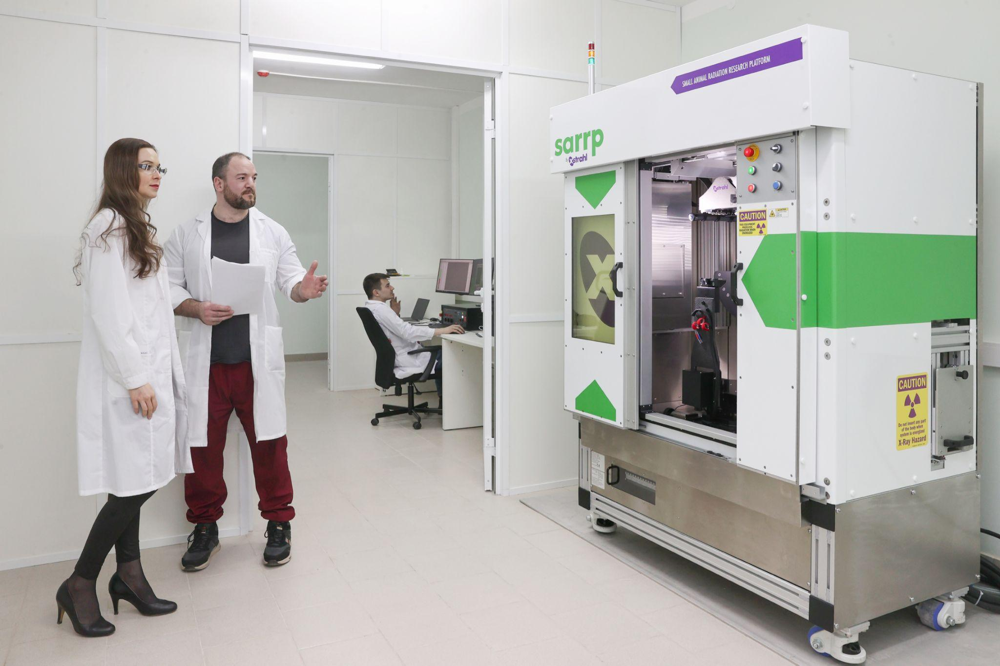 SMALL ANIMAL RADIATION RESEARCH PLATFORM
sarrp
By xstrahl
xstrahl
X
CAUTION
THIS EQUIPMENT
PRODUCES
RADIATION WHEN
ENERGIZED
CAUTION
Do not insert any part
of the body when
system is energized
X-Ray Hazard